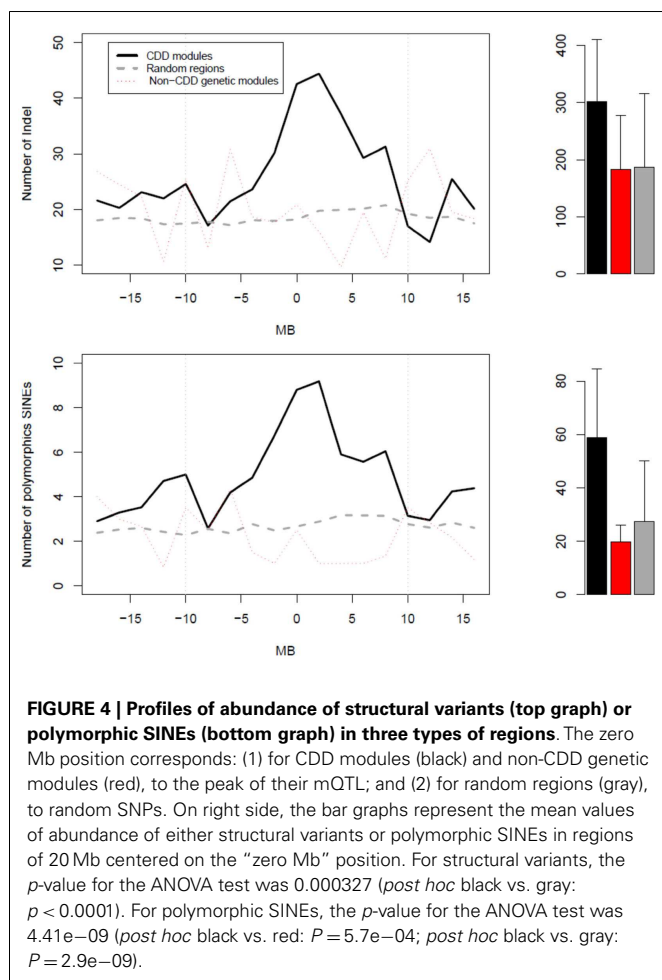 50
40
30
20
10
Number of Indel
CDD modules
Random regions
Non−CDD genetic modules
−15 −10 −5 0 5 10 15
MB
400
300
200
100
0
10
8
6
4
2
0
Number of polymorphics SINEs
−15 −10 −5 0 5 10 15
MB
80
60
40
20
0
FIGURE 4 | Profiles of abundance of structural variants (top graph) or
polymorphic SINEs (bottom graph) in three types of regions. The zero
Mb position corresponds: (1) for CDD modules (black) and non-CDD genetic
modules (red), to the peak of their mQTL; and (2) for random regions (gray),
to random SNPs. On right side, the bar graphs represent the mean values
of abundance of either structural variants or polymorphic SINEs in regions
of 20 Mb centered on the “zero Mb” position. For structural variants, the
p-value for the ANOVA test was 0.000327 (post hoc black vs. gray:
p < 0.0001). For polymorphic SINEs, the p-value for the ANOVA test was
4.41e−09 (post hoc black vs. red: P = 5.7e−04; post hoc black vs. gray:
P = 2.9e−09).